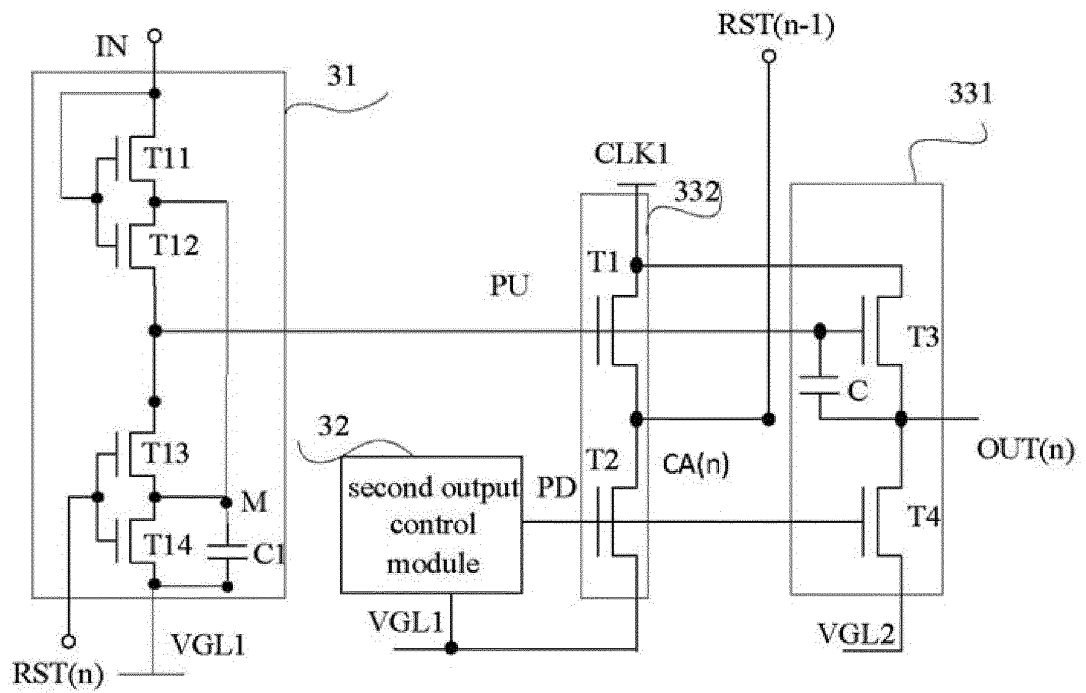 RST(n-1)
IN
31
331
CLK1
332
T11
T12
T1
PU
T3
C
32
T13
T2
CA(n)
OUT(n)
M
second output
control
module
PD
T14
C1
T4
VGL1
VGL1
VGL2
RST(n)